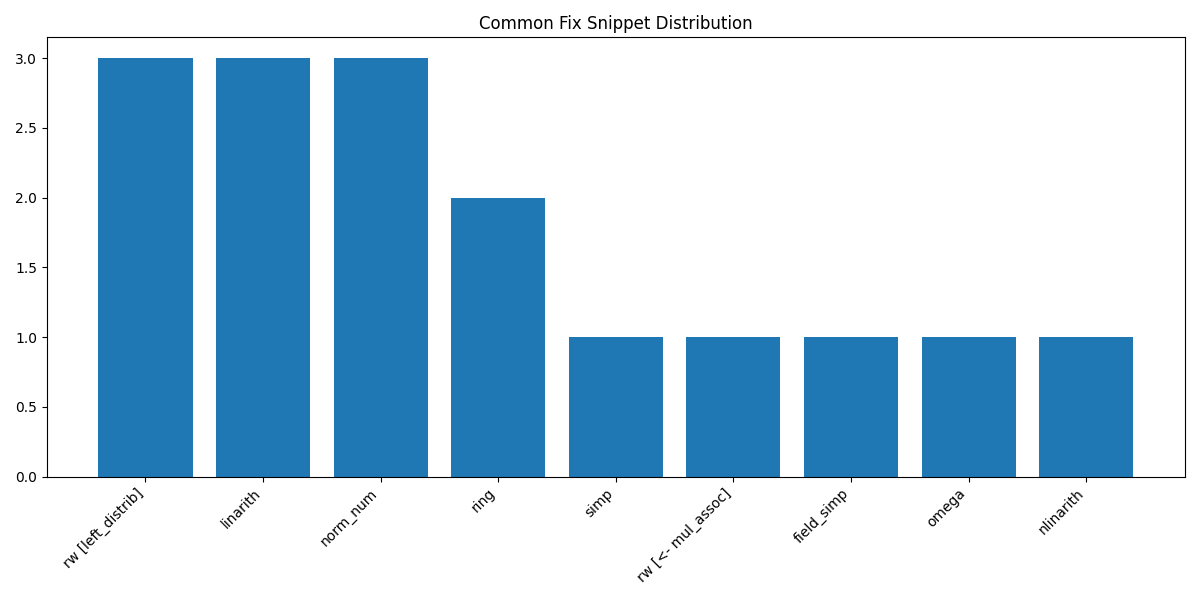 Common Fix Snippet Distribution
3.0
2.5
2.0
1.5
1.0
0.5
0.0
rw [left_distrib]
linarith
norm_num
ring
simp
rw [<- mul_assoc]
field_simp
omega
nlinarith